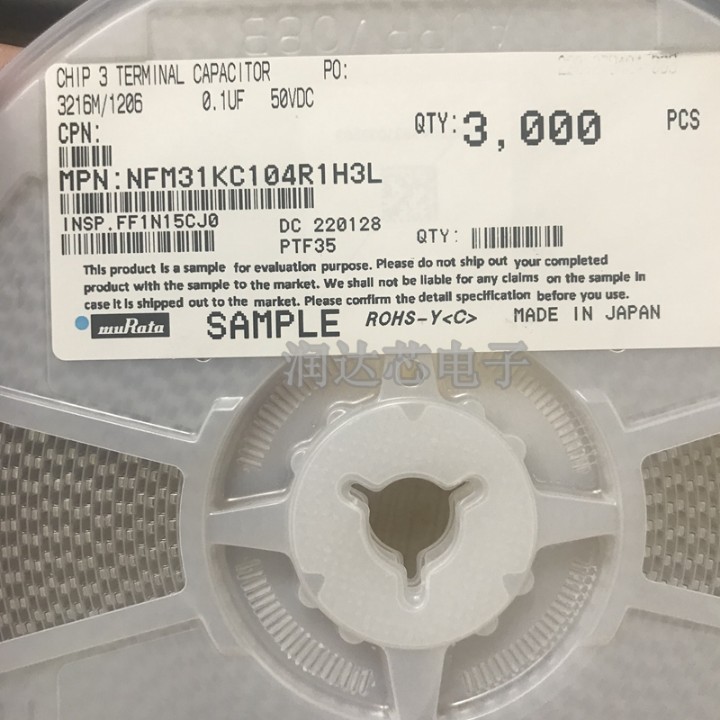 CHIP 3 TERMINAL CAPACITOR PO:
3216M/1206 0.1UF 50VDC
CPN: QTY:3,000 PCS
MPN:NFM31KC104R1H3L
INSP.FF1N15CJ0 DC 220128
PTF35 QTY:
This product is a sample for evaluation purpose. Please do not ship out your completed
product with the sample to the market. We shall not be liable for any claims on the sample in
case it is shipped out to the market. Please confirm the detail specification before you use.
muRata SAMPLE ROHS-Y<C> MADE IN JAPAN
润达芯电子